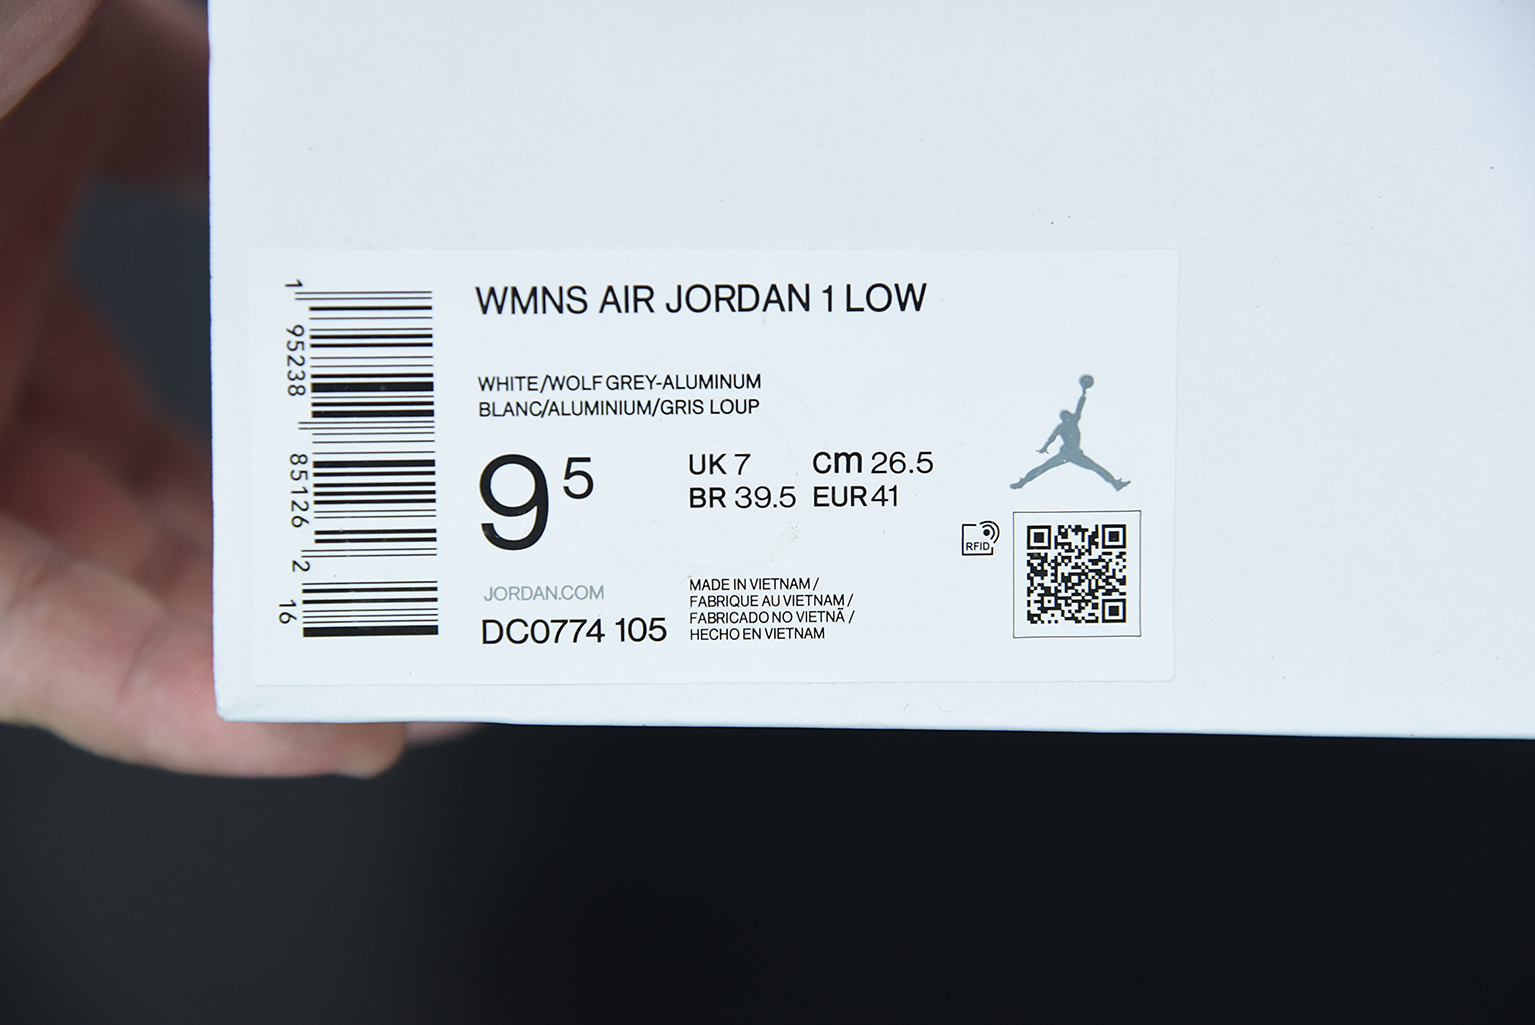 WMNS AIR JORDAN 1 LOW
WHITE/WOLF GREY-ALUMINUM
BLANC/ALUMINIUM/GRIS LOUP
9 5
UK 7 cm 26.5
BR 39.5 EUR 41
RFID
JORDAN.COM
DC0774 105
MADE IN VIETNAM /
FABRIQUE AU VIETNAM /
FABRICADO NO VIETNÃ /
HECHO EN VIETNAM
1 95238 85126 2 16